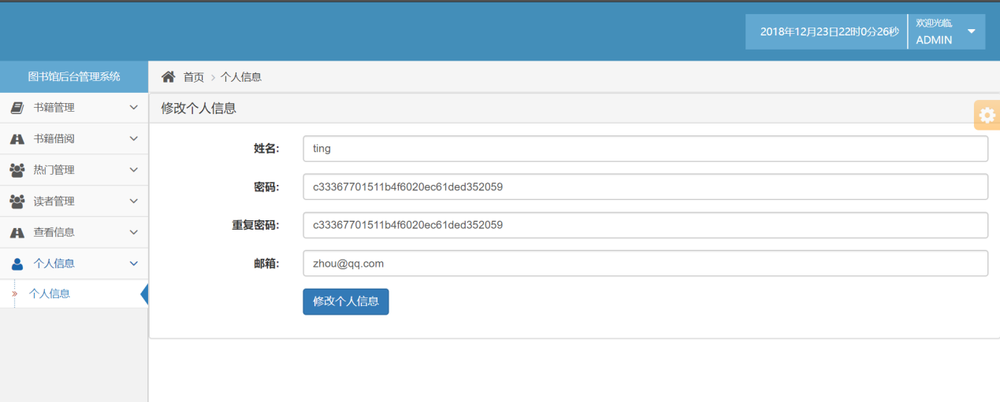 2018年12月23日22时0分26秒
欢迎光临,
ADMIN
图书馆后台管理系统
首页 > 个人信息
书籍管理
书籍借阅
热门管理
读者管理
查看信息
个人信息
» 个人信息
修改个人信息
姓名: ting
密码: c33367701511b4f6020ec61ded352059
重复密码: c33367701511b4f6020ec61ded352059
邮箱: zhou@qq.com
修改个人信息